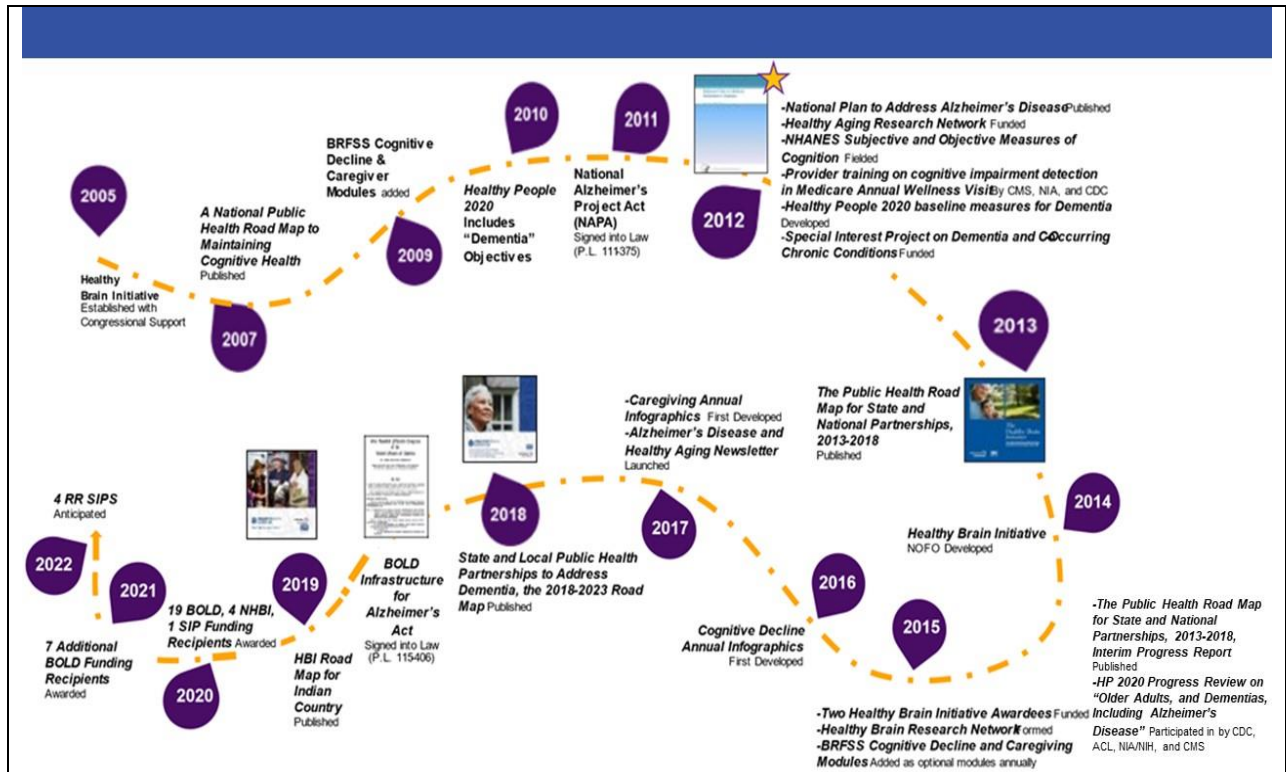 2005
Healthy
Brain Initiative
Established with
Congressional Support
A National Public
Health Road Map to
Maintaining
Cognitive Health
Published
2007
BRFSS Cognitive
Decline &
Caregiver
Modules added
2009
2010
Healthy People
2020
Includes
“Dementia”
Objectives
2011
National
Alzheimer’s
Project Act
(NAPA)
Signed into Law
(P.L. 111-375)
2012
-National Plan to Address Alzheimer’s Disease Published
-Healthy Aging Research Network Funded
-NHANES Subjective and Objective Measures of
Cognition Fielded
-Provider training on cognitive impairment detection
in Medicare Annual Wellness Visit By CMS, NIA, and CDC
-Healthy People 2020 baseline measures for Dementia
Developed
-Special Interest Project on Dementia and Co-Occurring
Chronic Conditions Funded
2013
The Public Health Road
Map for State and
National Partnerships,
2013-2018
Published
The
Healthy Brain
Initiative
2014
Healthy Brain Initiative
NOFO Developed
-The Public Health Road Map
for State and National
Partnerships, 2013-2018,
Interim Progress Report
Published
-HP 2020 Progress Review on
“Older Adults, and Dementias,
Including Alzheimer’s
Disease” Participated in by CDC,
ACL, NIA/NIH, and CMS
2015
-Two Healthy Brain Initiative Awardees Funded
-Healthy Brain Research Network Formed
-BRFSS Cognitive Decline and Caregiving
Modules Added as optional modules annually
2016
Cognitive Decline
Annual Infographics
First Developed
2017
-Caregiving Annual
Infographics First Developed
-Alzheimer’s Disease and
Healthy Aging Newsletter
Launched
2018
State and Local Public Health
Partnerships to Address
Dementia, the 2018-2023 Road
Map Published
BOLD
Infrastructure
for
Alzheimer’s
Act
Signed into Law
(P.L. 115-406)
2019
HBI Road
Map for
Indian
Country
Published
19 BOLD, 4 NHBI,
1 SIP Funding
Recipients Awarded
2020
2021
7 Additional
BOLD Funding
Recipients
Awarded
2022
4 RR SIPS
Anticipated